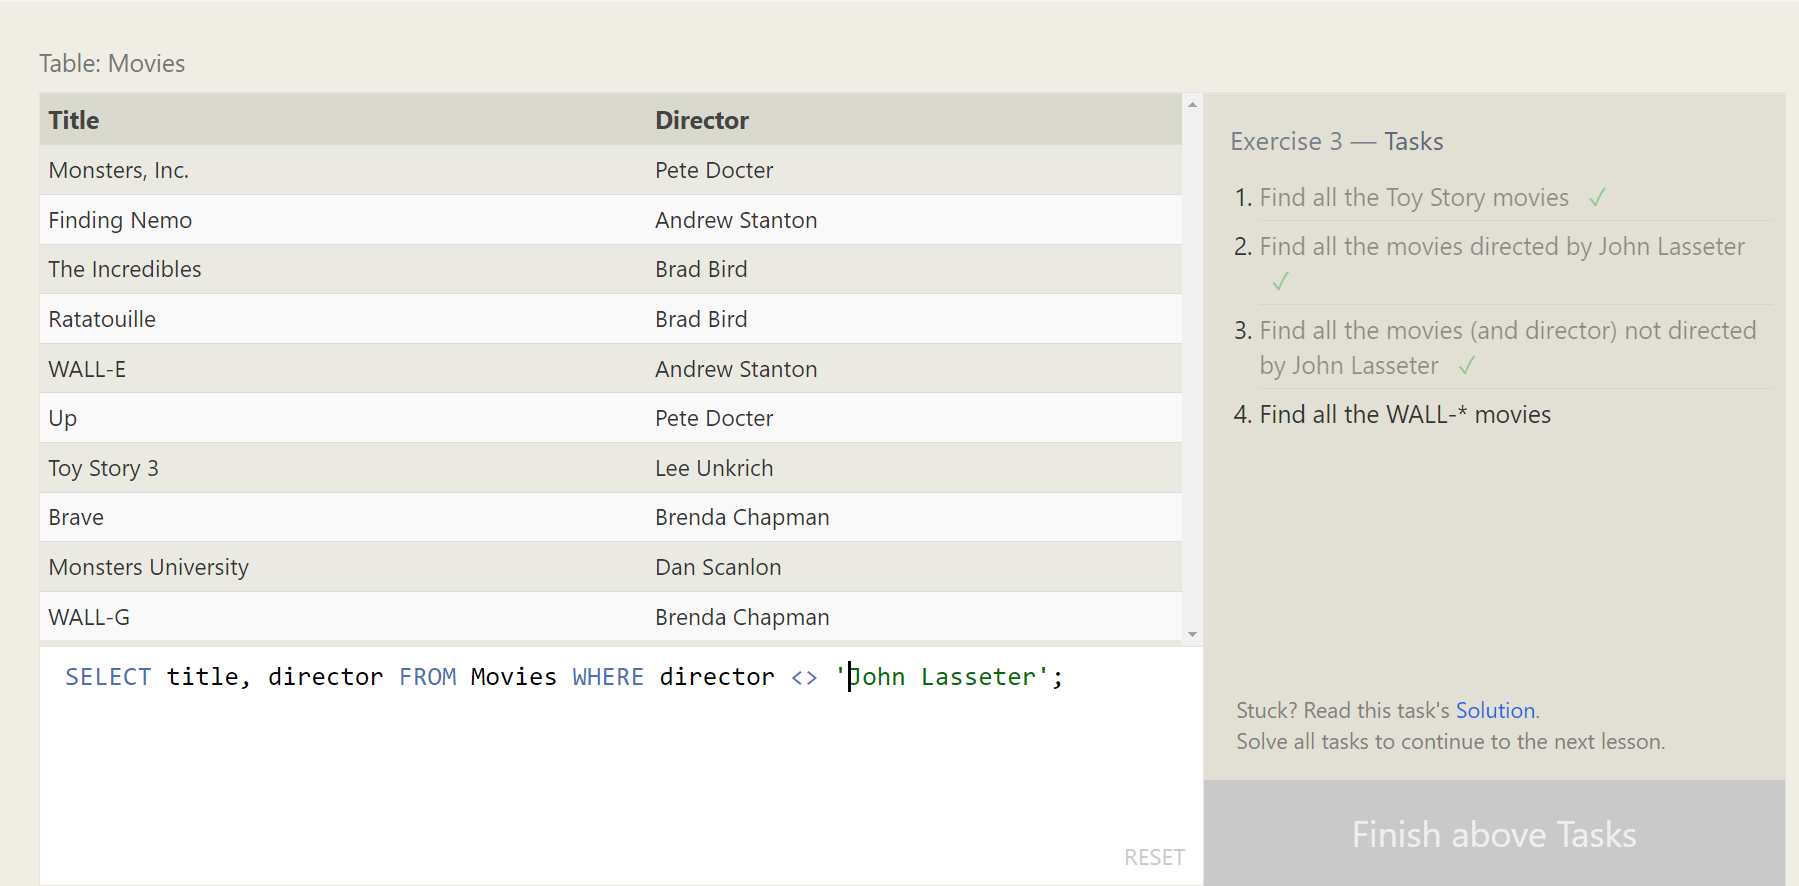 Table: Movies
Title Director
Monsters, Inc. Pete Docter
Finding Nemo Andrew Stanton
The Incredibles Brad Bird
Ratatouille Brad Bird
WALL-E Andrew Stanton
Up Pete Docter
Toy Story 3 Lee Unkrich
Brave Brenda Chapman
Monsters University Dan Scanlon
WALL-G Brenda Chapman
SELECT title, director FROM Movies WHERE director <> 'John Lasseter';
RESET
Exercise 3 — Tasks
1. Find all the Toy Story movies ✓
2. Find all the movies directed by John Lasseter
✓
3. Find all the movies (and director) not directed
by John Lasseter ✓
4. Find all the WALL-* movies
Stuck? Read this task's Solution.
Solve all tasks to continue to the next lesson.
Finish above Tasks